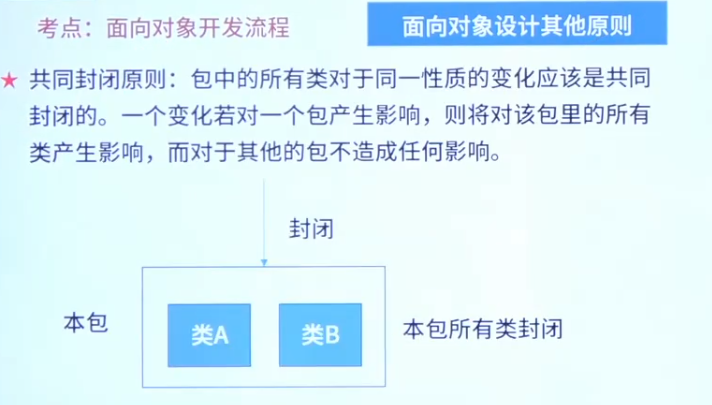 考点：面向对象开发流程
面向对象设计其他原则
★ 共同封闭原则：包中的所有类对于同一性质的变化应该是共同
封闭的。一个变化若对一个包产生影响，则将对该包里的所有
类产生影响，而对于其他的包不造成任何影响。
封闭
本包
类A
类B
本包所有类封闭